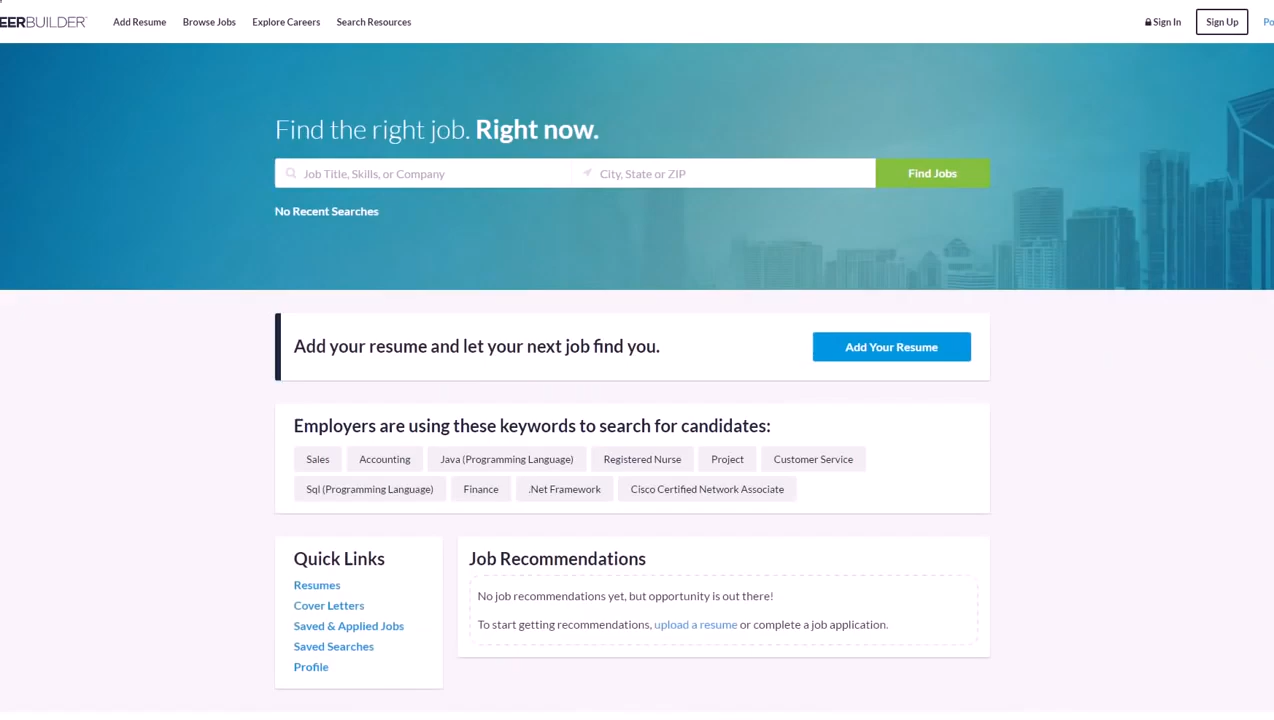 EERBUILDER
Add Resume
Browse Jobs
Explore Careers
Search Resources
Sign In
Sign Up
Po
Find the right job. Right now.
Job Title, Skills, or Company
City, State or ZIP
Find Jobs
No Recent Searches
Add your resume and let your next job find you.
Add Your Resume
Employers are using these keywords to search for candidates:
Sales
Accounting
Java (Programming Language)
Registered Nurse
Project
Customer Service
Sql (Programming Language)
Finance
.Net Framework
Cisco Certified Network Associate
Quick Links
Resumes
Cover Letters
Saved & Applied Jobs
Saved Searches
Profile
Job Recommendations
No job recommendations yet, but opportunity is out there!
To start getting recommendations, upload a resume or complete a job application.